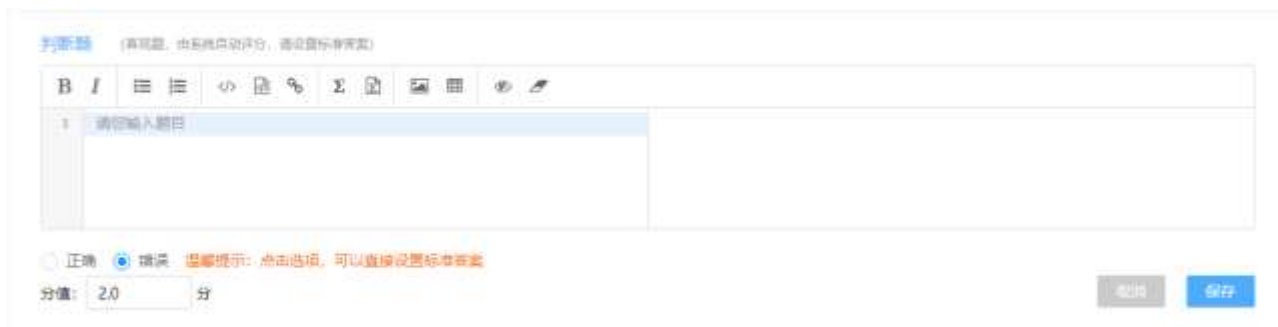 判断题 (客观题，由系统自动评分，请设置标准答案)
B I Σ
1 请您输入题目
正确 错误 温馨提示：点击选项，可以直接设置标准答案
分值： 2.0 分
取消 保存